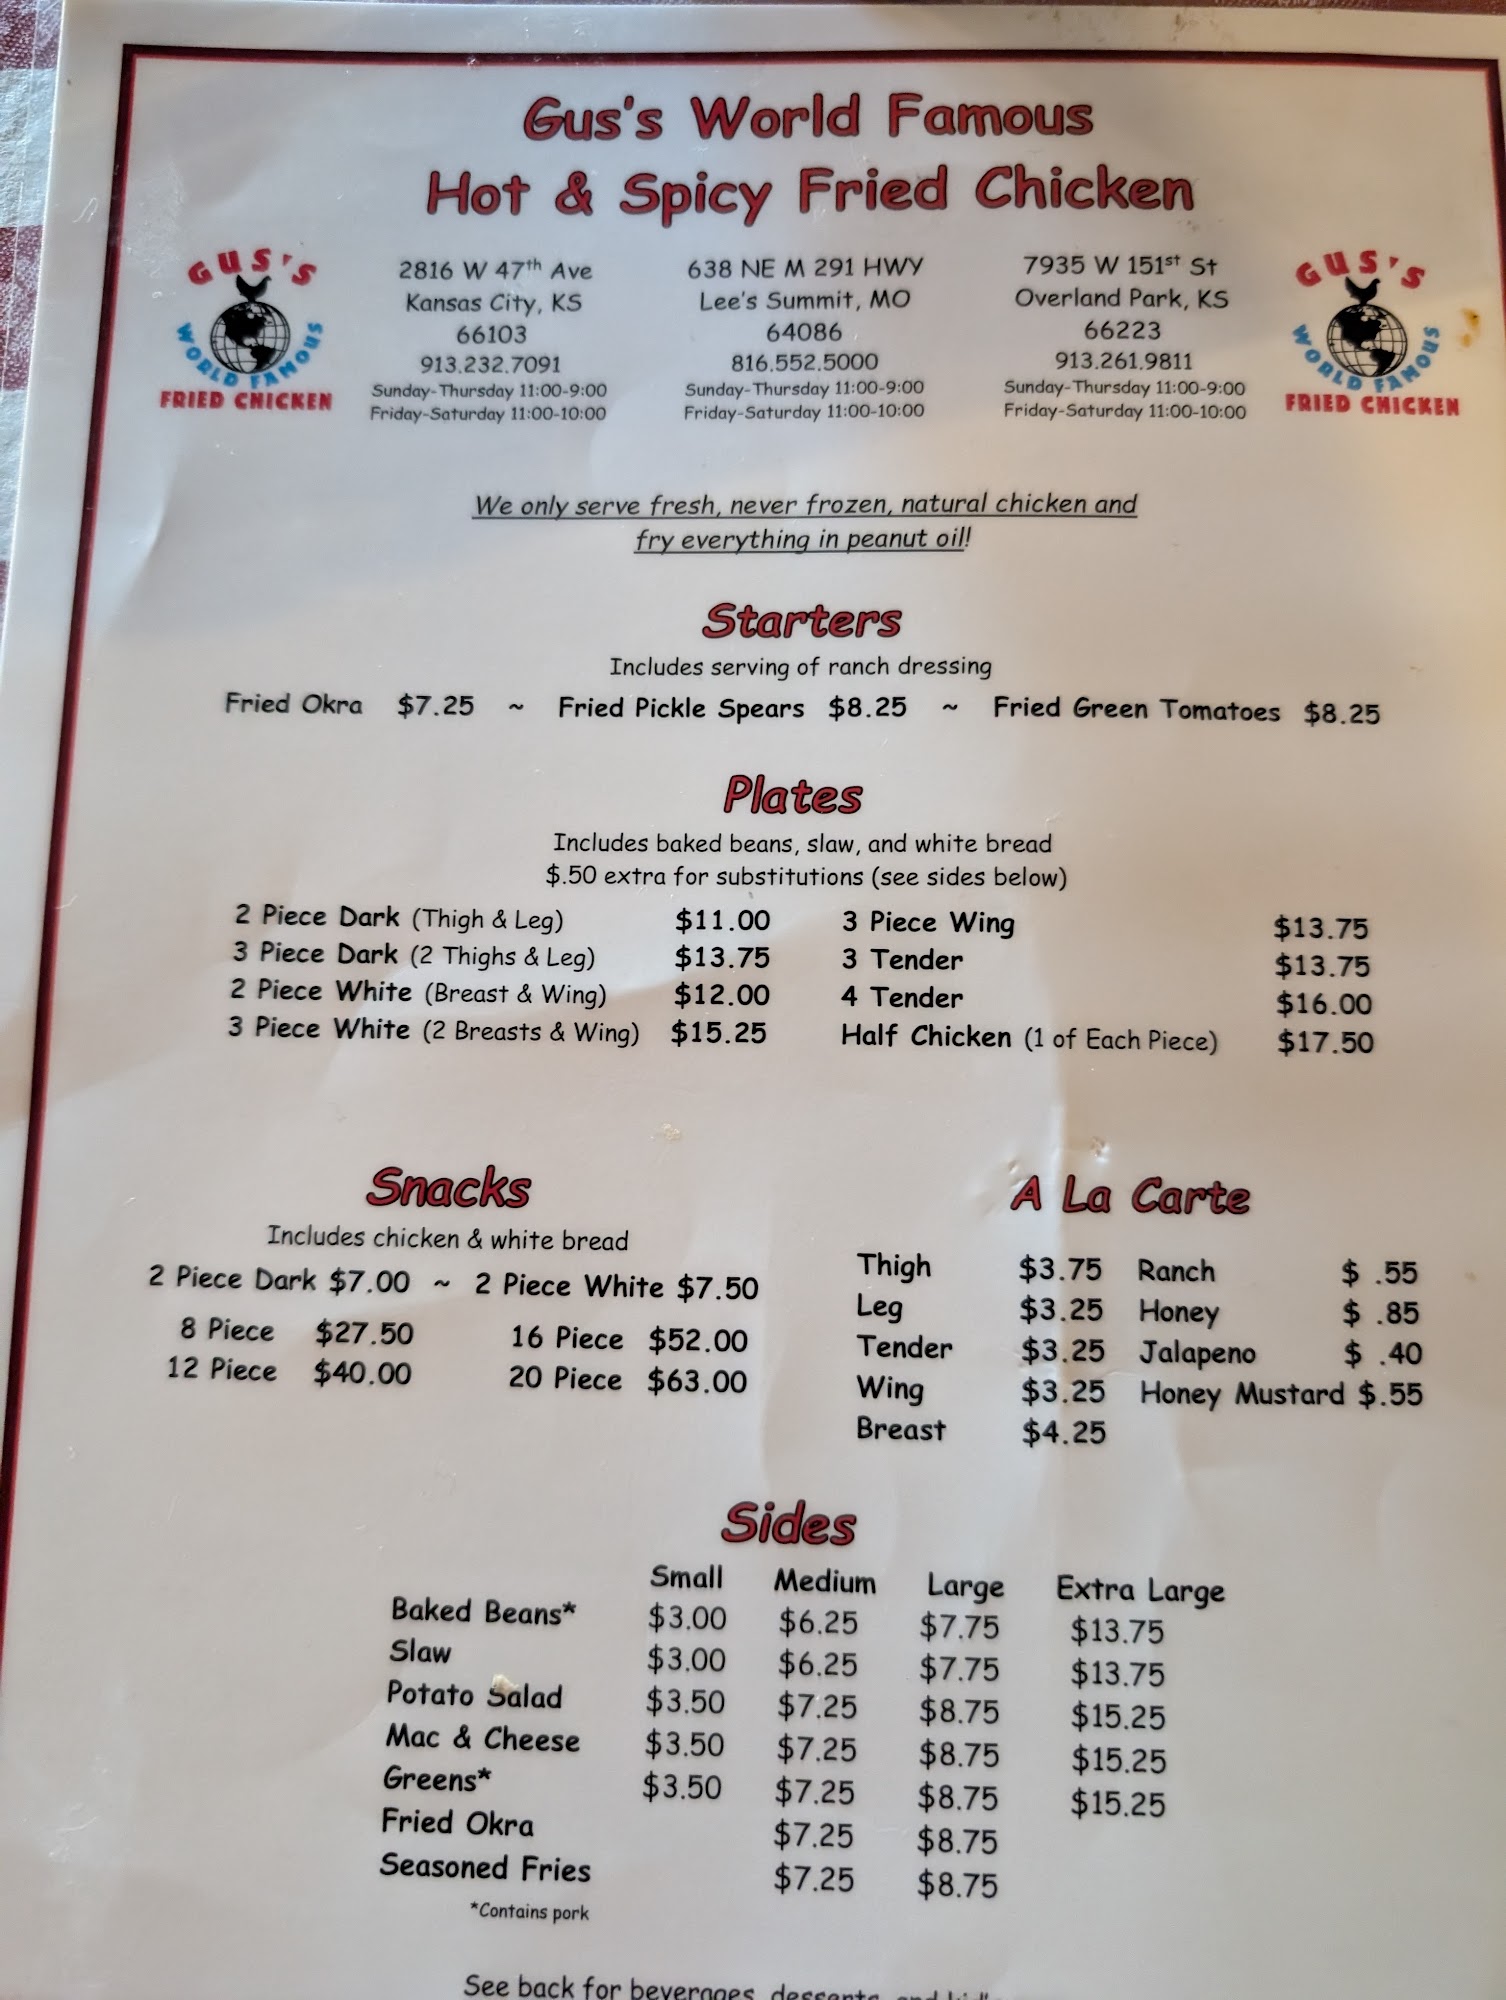 Gus's World Famous
Hot & Spicy Fried Chicken
GUS'S
WORLD FAMOUS
FRIED CHICKEN
2816 W 47th Ave
Kansas City, KS
66103
913.232.7091
Sunday-Thursday 11:00-9:00
Friday-Saturday 11:00-10:00
638 NE M 291 HWY
Lee's Summit, MO
64086
816.552.5000
Sunday-Thursday 11:00-9:00
Friday-Saturday 11:00-10:00
7935 W 151st St
Overland Park, KS
66223
913.261.9811
Sunday-Thursday 11:00-9:00
Friday-Saturday 11:00-10:00
GUS'S
WORLD FAMOUS
FRIED CHICKEN
We only serve fresh, never frozen, natural chicken and
fry everything in peanut oil!
Starters
Includes serving of ranch dressing
Fried Okra $7.25 ~ Fried Pickle Spears $8.25 ~ Fried Green Tomatoes $8.25
Plates
Includes baked beans, slaw, and white bread
$.50 extra for substitutions (see sides below)
2 Piece Dark (Thigh & Leg) $11.00
3 Piece Dark (2 Thighs & Leg) $13.75
2 Piece White (Breast & Wing) $12.00
3 Piece White (2 Breasts & Wing) $15.25
3 Piece Wing $13.75
3 Tender $13.75
4 Tender $16.00
Half Chicken (1 of Each Piece) $17.50
Snacks
Includes chicken & white bread
2 Piece Dark $7.00 ~ 2 Piece White $7.50
8 Piece $27.50 16 Piece $52.00
12 Piece $40.00 20 Piece $63.00
A La Carte
Thigh $3.75 Ranch $ .55
Leg $3.25 Honey $ .85
Tender $3.25 Jalapeno $ .40
Wing $3.25 Honey Mustard $.55
Breast $4.25
Sides
Small Medium Large Extra Large
Baked Beans* $3.00 $6.25 $7.75 $13.75
Slaw $3.00 $6.25 $7.75 $13.75
Potato Salad $3.50 $7.25 $8.75 $15.25
Mac & Cheese $3.50 $7.25 $8.75 $15.25
Greens* $3.50 $7.25 $8.75 $15.25
Fried Okra $7.25 $8.75
Seasoned Fries $7.25 $8.75
*Contains pork
See back for beverages, desserts, and